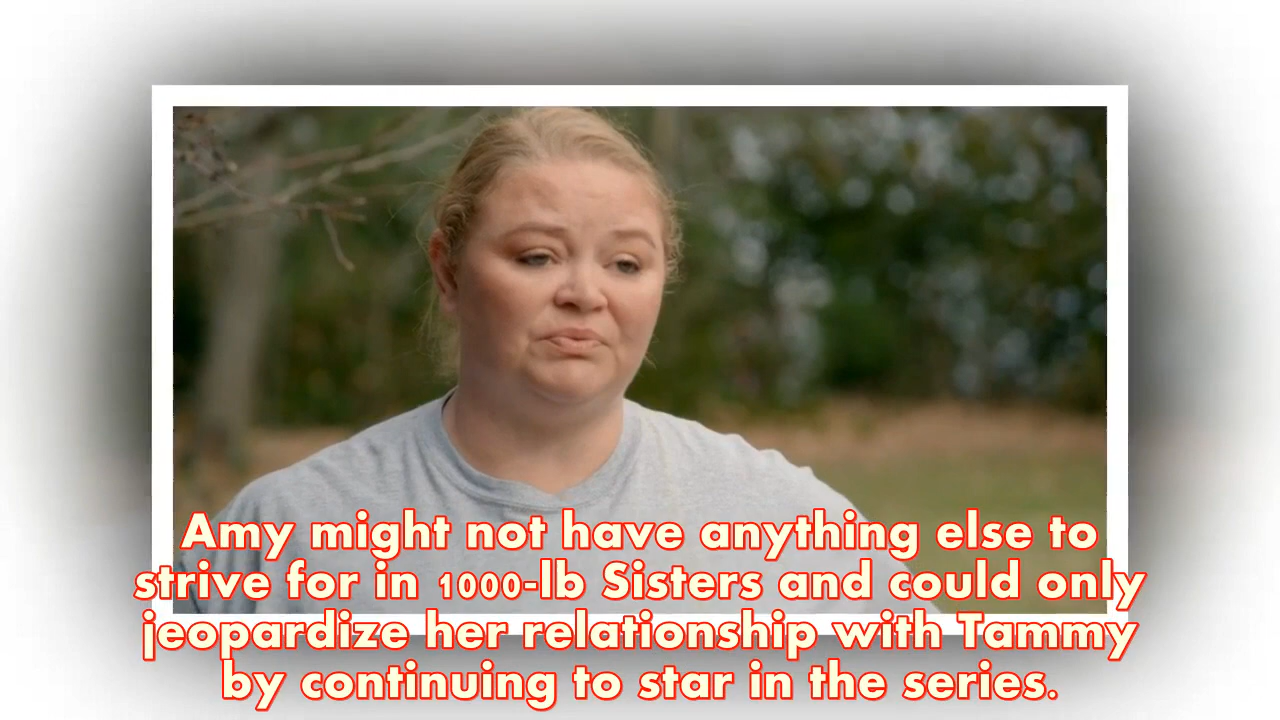 Amy might not have anything else to
strive for in 1000-lb Sisters and could only
jeopardize her relationship with Tammy
by continuing to star in the series.